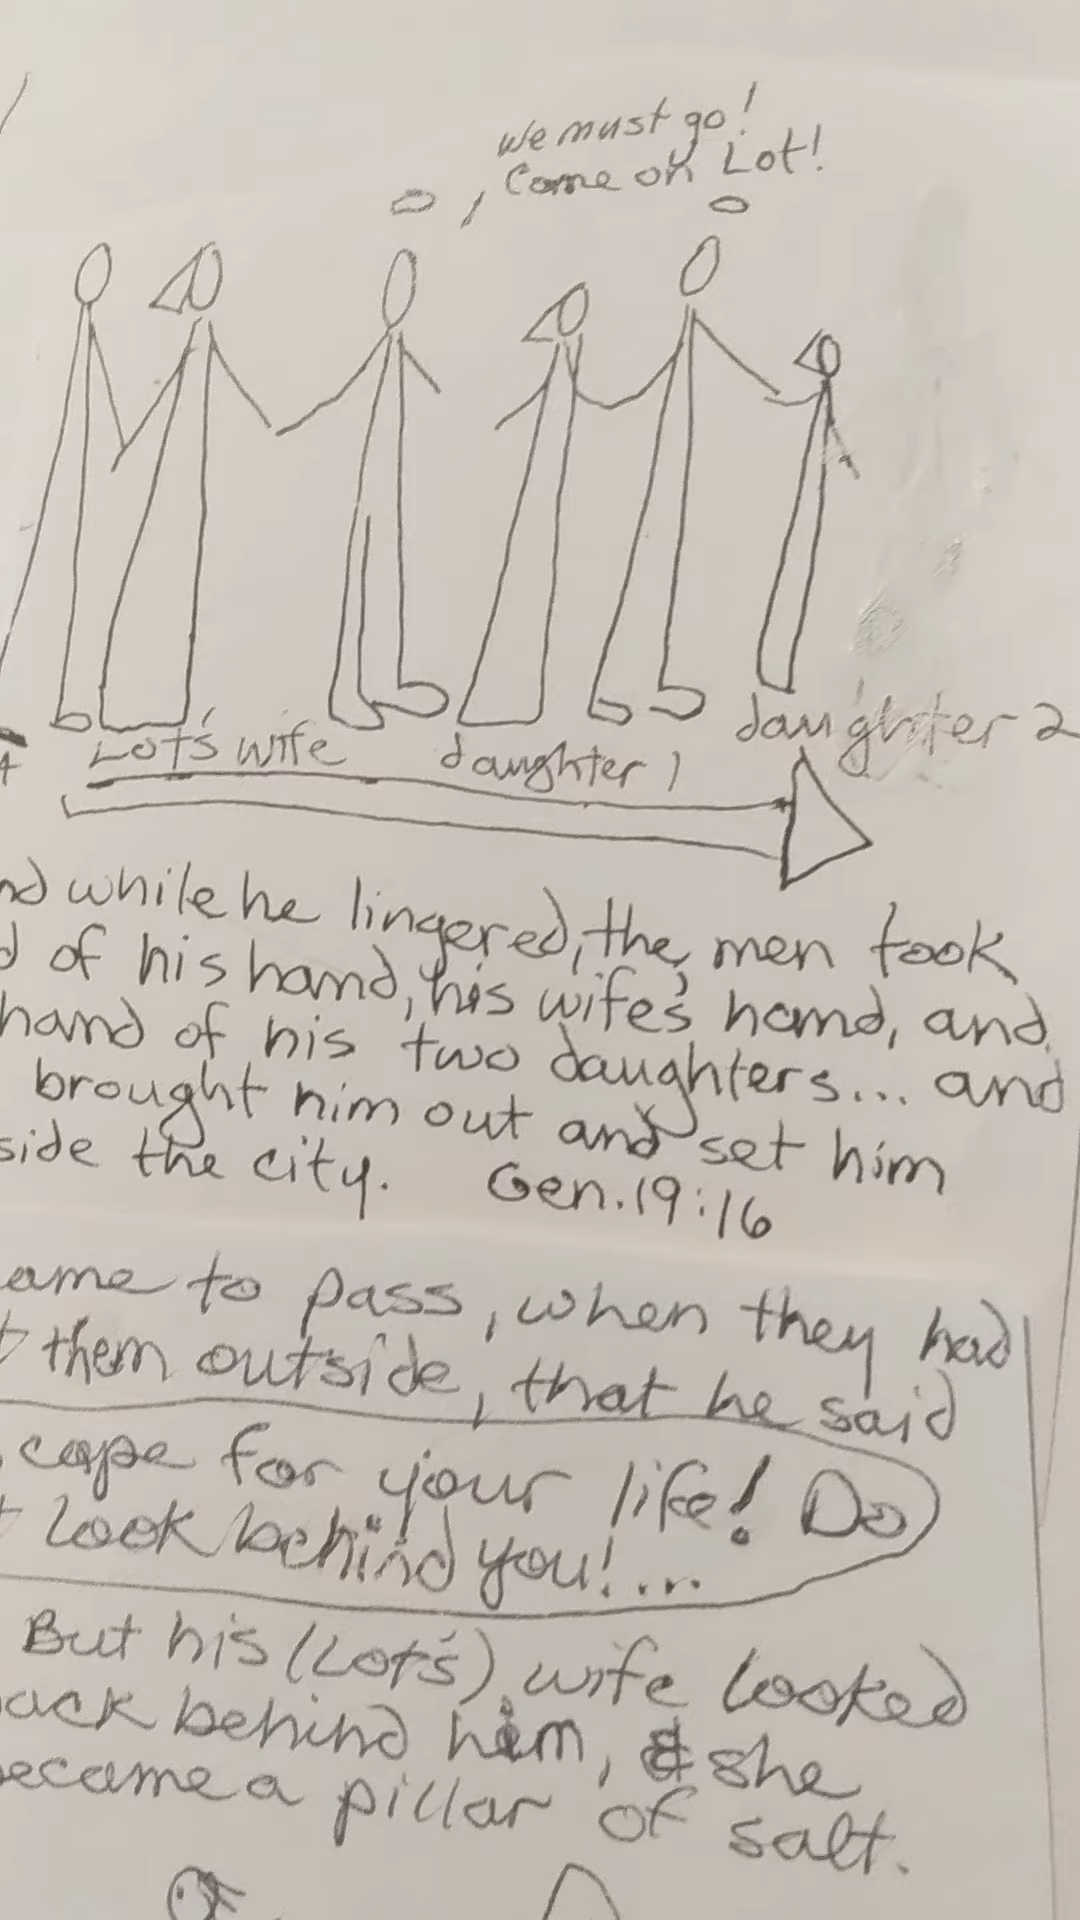 we must go!
, Come on Lot!
Lot's wife
daughter 1
daughter 2
nd while he lingered, the men took
d of his hand, his wife's hand, and
hand of his two daughters... and
brought him out and set him
side the city. Gen. 19:16
ame to pass, when they had
t them outside, that he said
cape for your life! Do
t look behind you!...
But his (Lot's) wife looked
ack behind him, & she
ecame a pillar of salt.